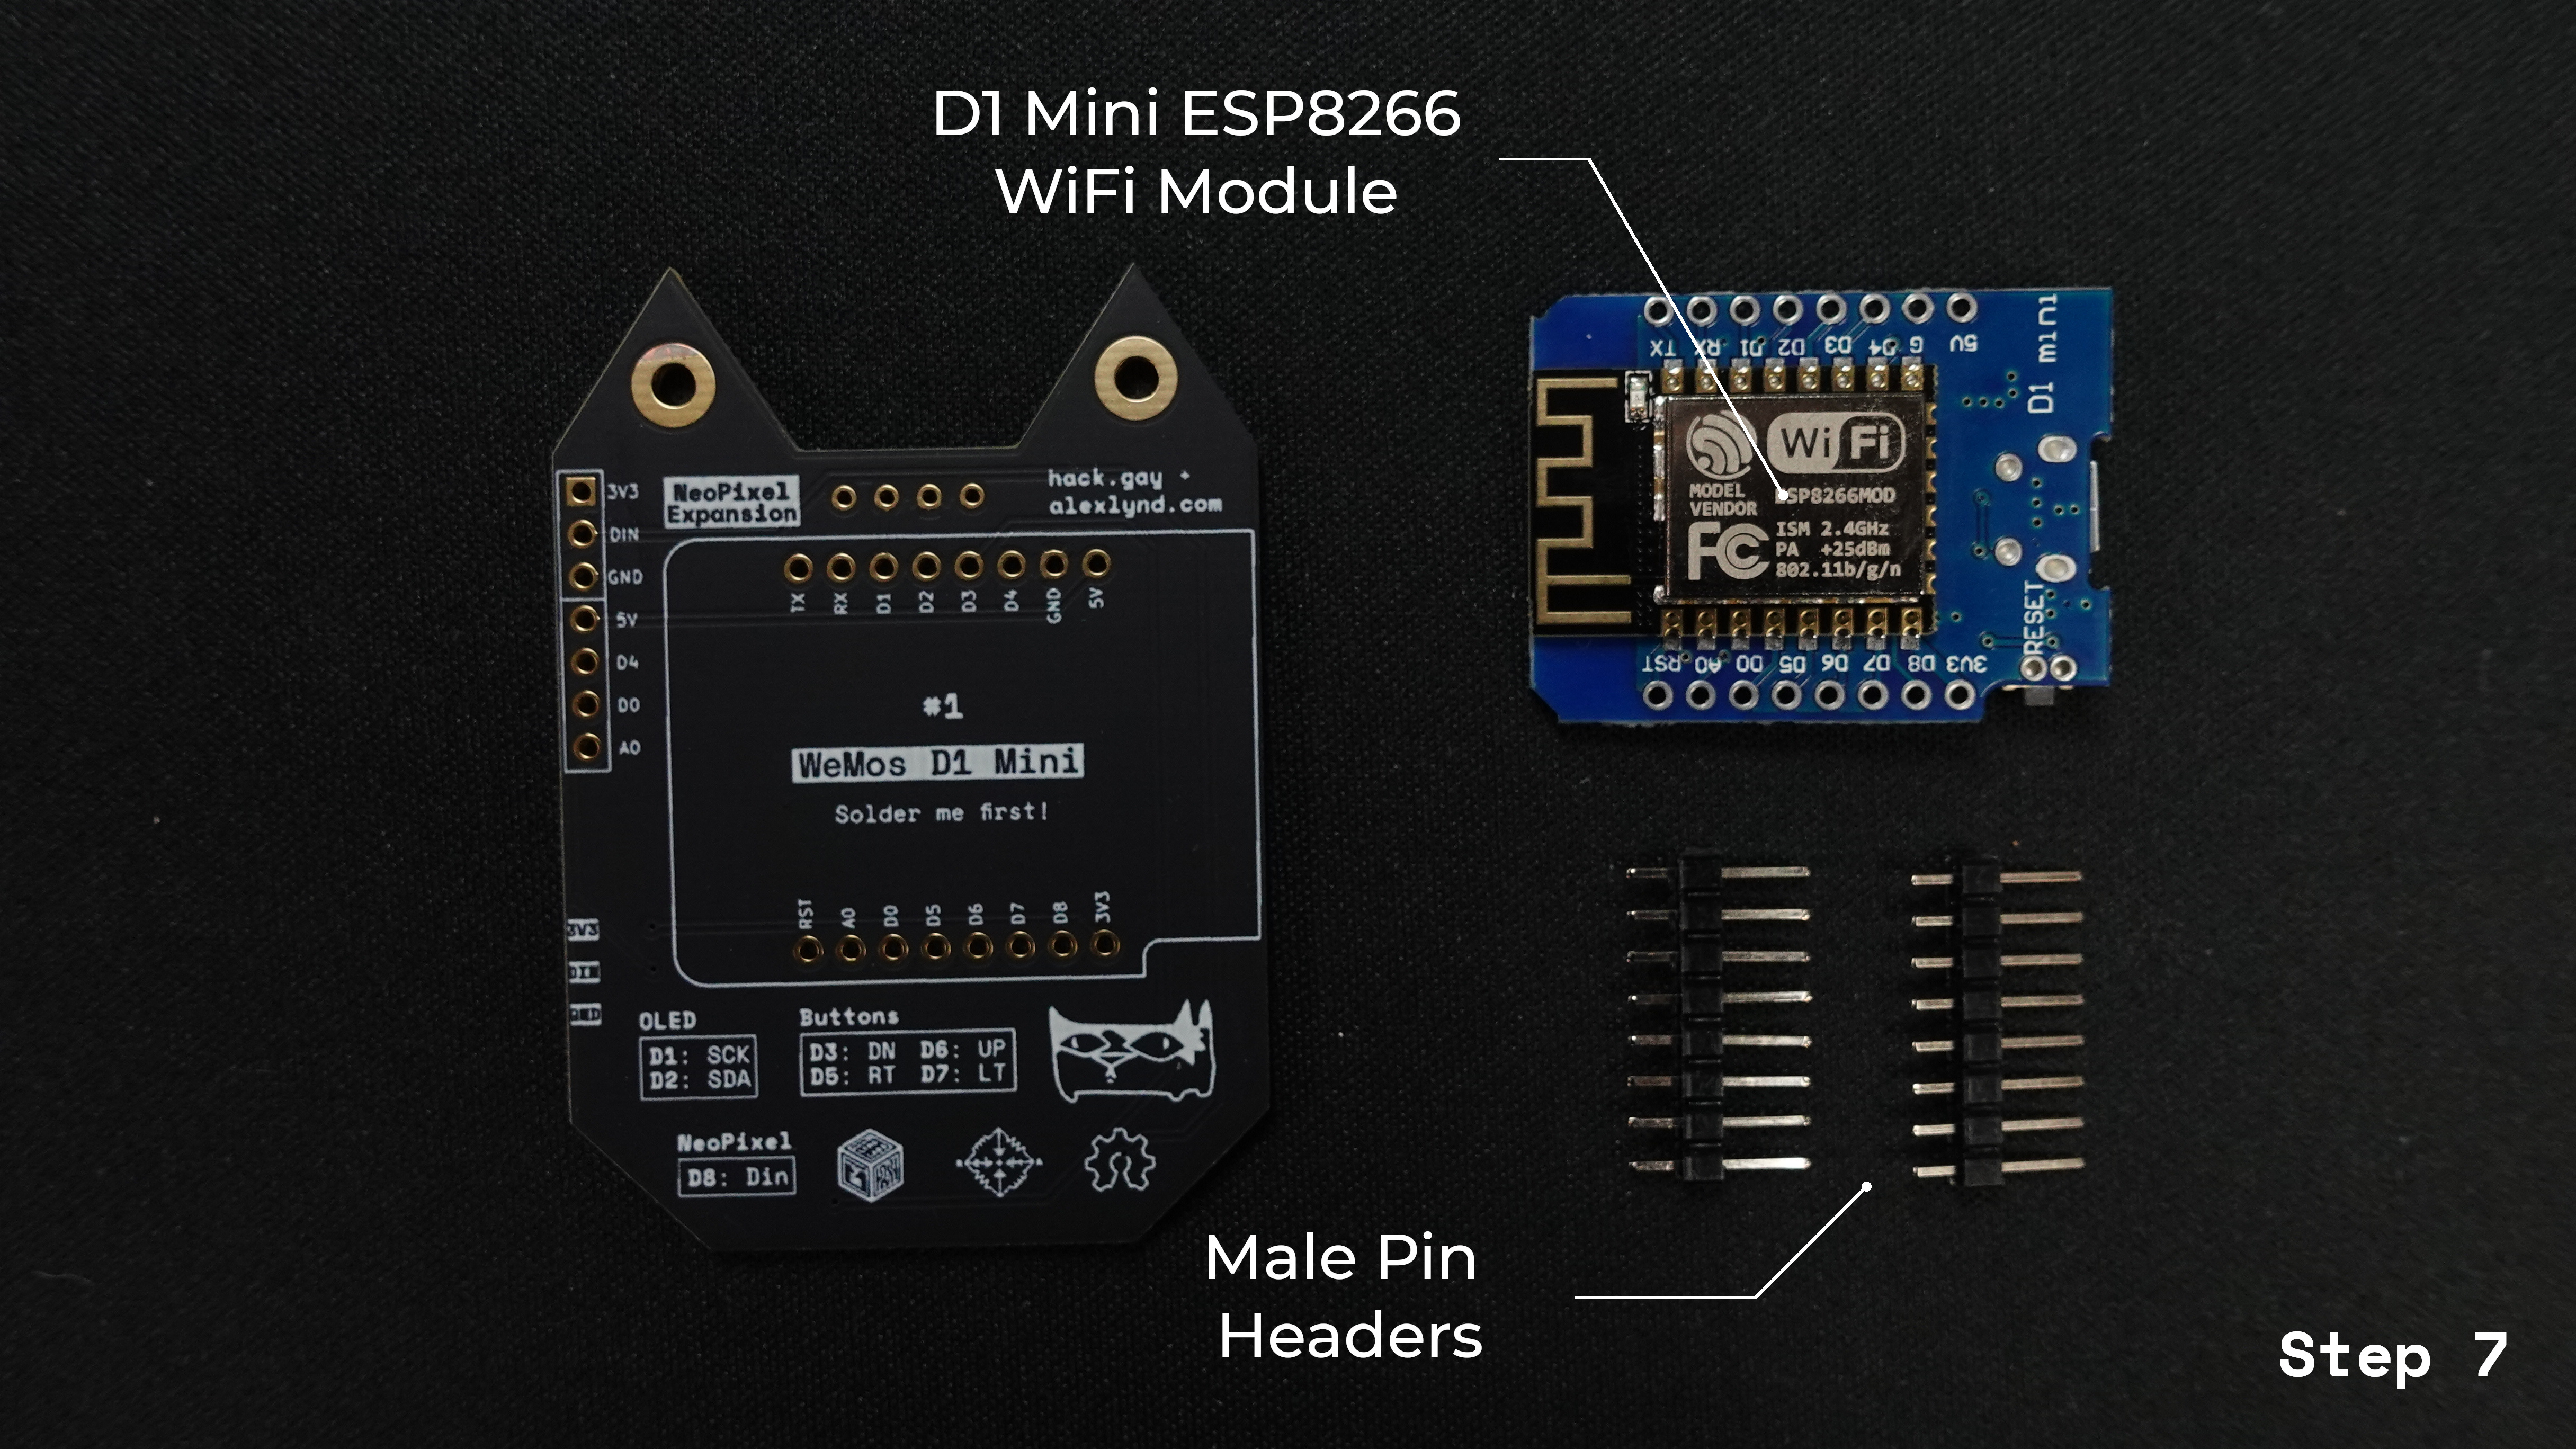 D1 Mini ESP8266
WiFi Module
3V3
DIN
GND
5V
D4
D0
A0
NeoPixel
Expansion
hack.gay +
alexlynd.com
TX
RX
D1
D2
D3
D4
GND
5V
#1
WeMos D1 Mini
Solder me first!
RST
A0
D0
D5
D6
D7
D8
3V3
3V3
OLED
D1: SCK
D2: SDA
Buttons
D3: DN D6: UP
D5: RT D7: LT
NeoPixel
D8: Din
TX
RX
D1
D2
D3
D4
G
5V
D1 mini
WiFi
MODEL
VENDOR
ESP8266MOD
FC
ISM 2.4GHz
PA +25dBm
802.11b/g/n
RST
A0
D0
D5
D6
D7
D8
3V3
RESET
Male Pin
Headers
Step 7